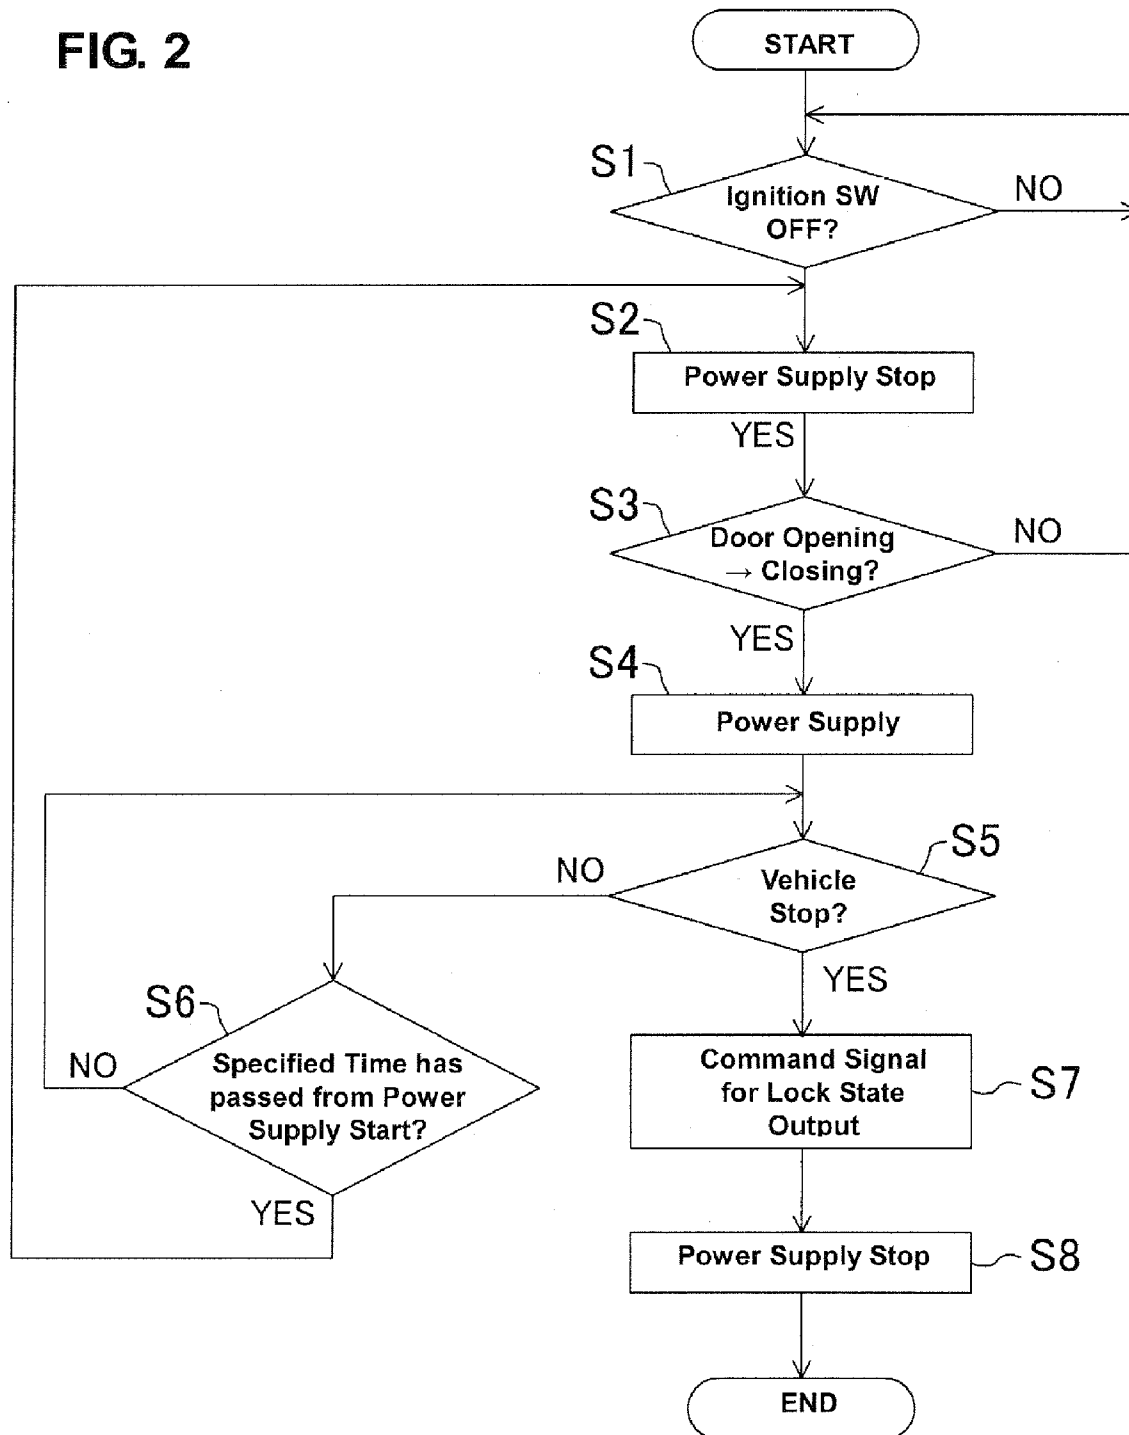 FIG. 2
START
S1
Ignition SW
OFF?
NO
S2
Power Supply Stop
YES
S3
Door Opening
→ Closing?
NO
YES
S4
Power Supply
S5
NO
Vehicle
Stop?
YES
S6
NO
Specified Time has
passed from Power
Supply Start?
YES
Command Signal
for Lock State
Output
S7
Power Supply Stop
S8
END